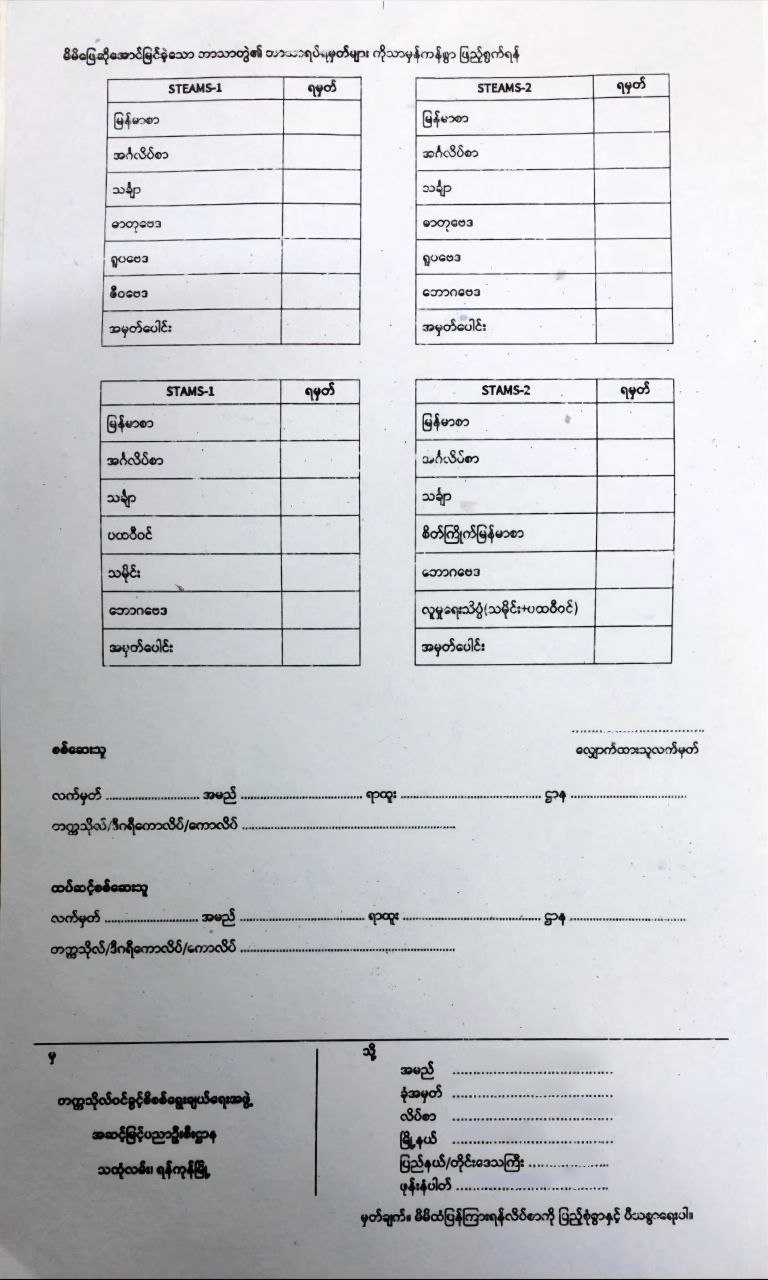 မိမိဖြေဆိုအောင်မြင်ခဲ့သော ဘာသာတွဲ၏ ဘာသာရပ်ရမှတ်များ ကိုသာမှန်ကန်စွာ ဖြည့်စွက်ရန်
STEAMS-1 ရမှတ်
မြန်မာစာ
အင်္ဂလိပ်စာ
သင်္ချာ
ဓာတုဗေဒ
ရူပဗေဒ
ဇီဝဗေဒ
အမှတ်ပေါင်း
STEAMS-2 ရမှတ်
မြန်မာစာ
အင်္ဂလိပ်စာ
သင်္ချာ
ဓာတုဗေဒ
ရူပဗေဒ
ဘောဂဗေဒ
အမှတ်ပေါင်း
STAMS-1 ရမှတ်
မြန်မာစာ
အင်္ဂလိပ်စာ
သင်္ချာ
ပထဝီဝင်
သမိုင်း
ဘောဂဗေဒ
အမှတ်ပေါင်း
STAMS-2 ရမှတ်
မြန်မာစာ
အင်္ဂလိပ်စာ
သင်္ချာ
စိတ်ကြိုက်မြန်မာစာ
ဘောဂဗေဒ
လူမှုရေးသိပ္ပံ(သမိုင်း+ပထဝီဝင်)
အမှတ်ပေါင်း
လျှောက်ထားသူလက်မှတ်
စစ်ဆေးသူ
လက်မှတ် .......................... အမည် .................................. ရာထူး ....................................... ဌာန ................................
တက္ကသိုလ်/ဒီဂရီကောလိပ်/ကောလိပ် ...........................................................
ထပ်ဆင့်စစ်ဆေးသူ
လက်မှတ် .......................... အမည် .................................. ရာထူး ....................................... ဌာန ................................
တက္ကသိုလ်/ဒီဂရီကောလိပ်/ကောလိပ် ...........................................................
မှ
တက္ကသိုလ်ဝင်ခွင့်စိစစ်ရွေးချယ်ရေးအဖွဲ့
အဆင့်မြင့်ပညာဦးစီးဌာန
သထုံလမ်း၊ ရန်ကုန်မြို့
သို့
အမည် ............................................
ခုံအမှတ် ............................................
လိပ်စာ ............................................
မြို့နယ် ............................................
ပြည်နယ်/တိုင်းဒေသကြီး ......................
ဖုန်းနံပါတ် ..........................................
မှတ်ချက်။ မိမိထံပြန်ကြားရန်လိပ်စာကို ပြည့်စုံစွာနှင့် ပီသစွာရေးပါ။